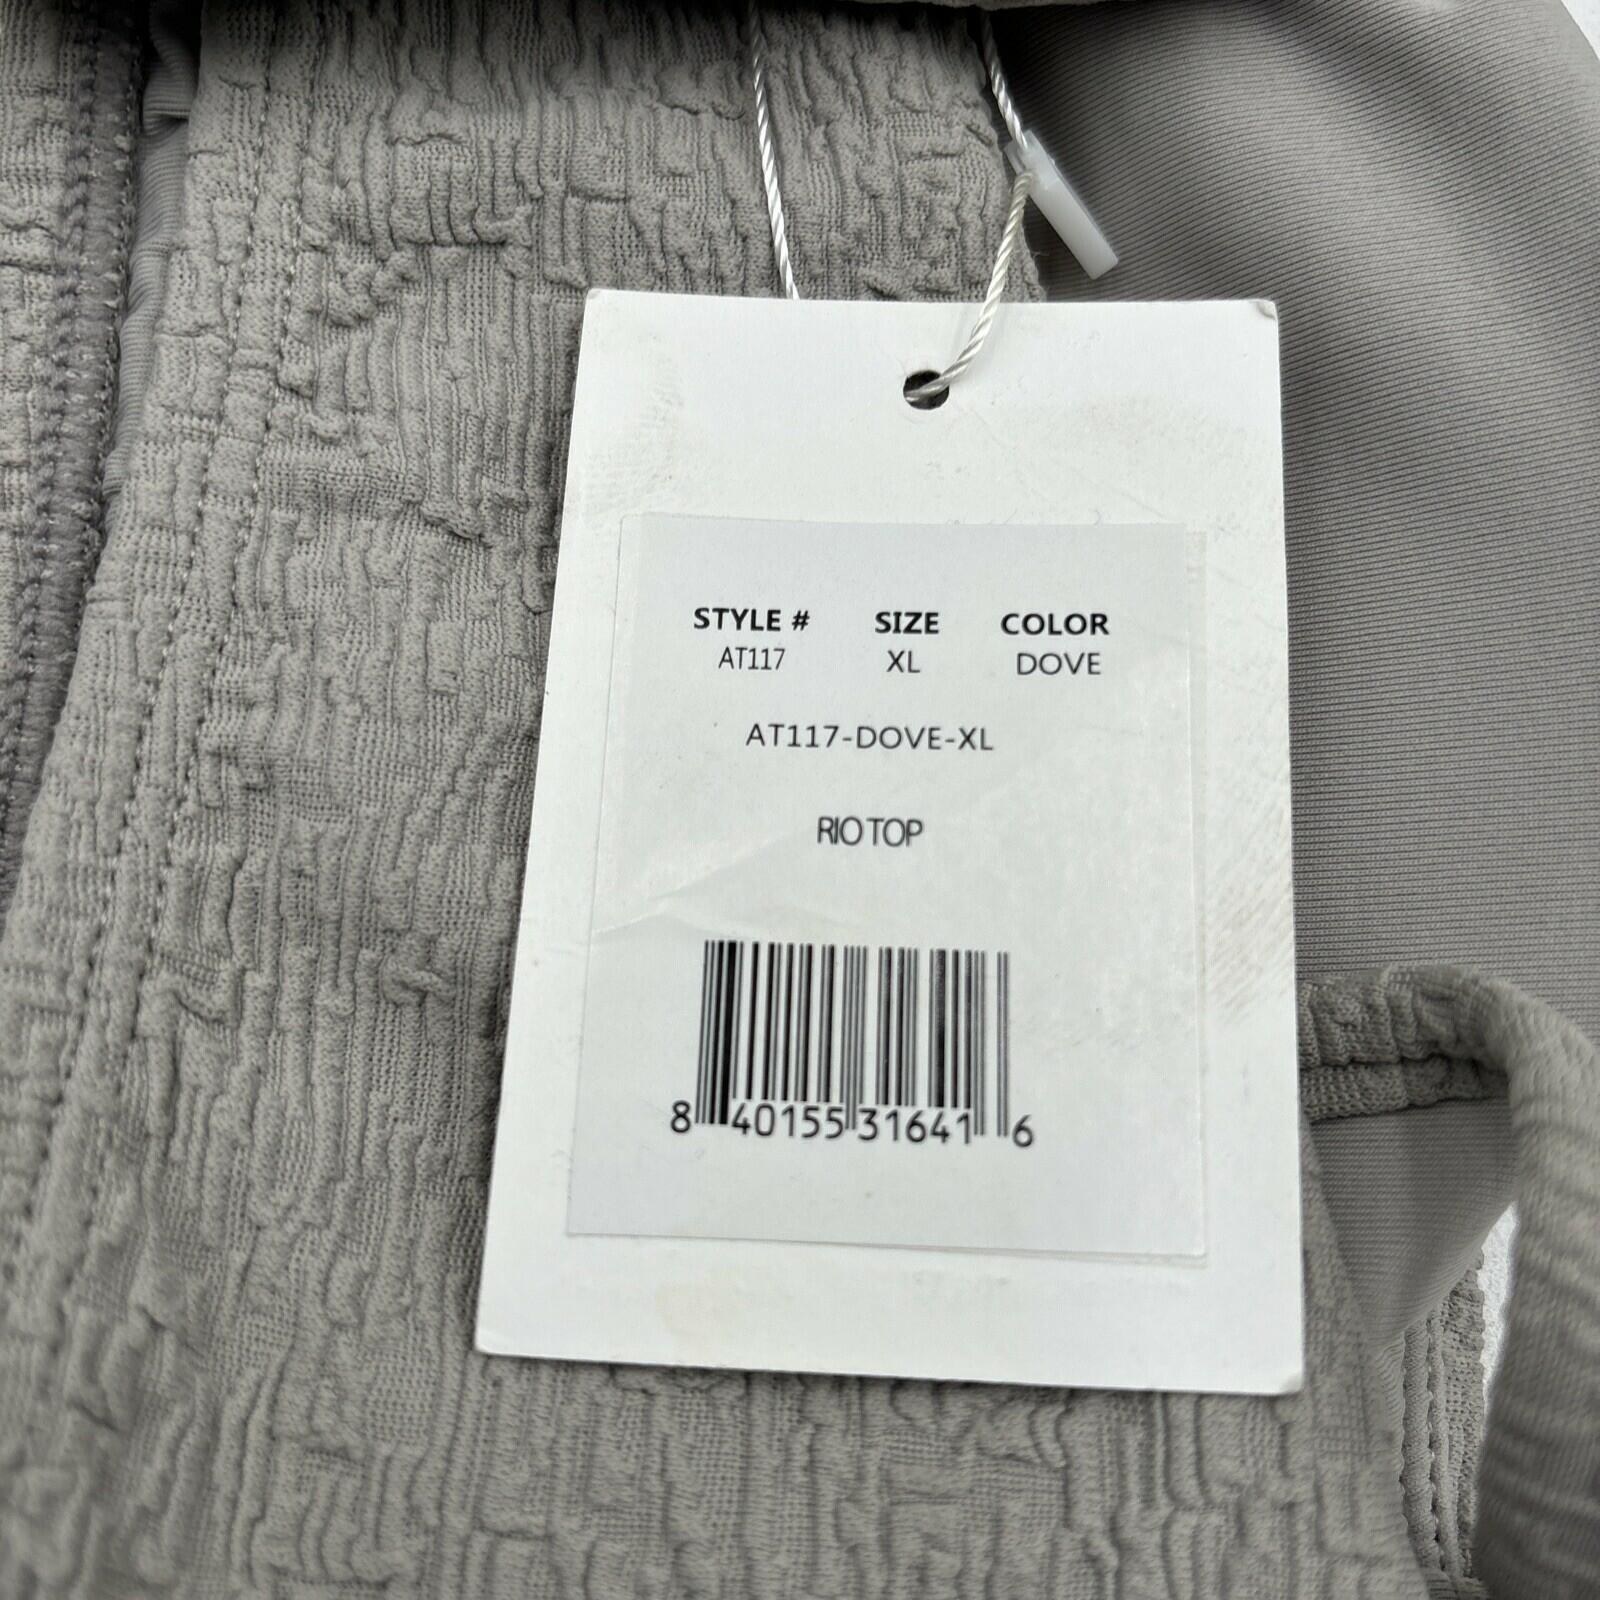 STYLE # SIZE COLOR
AT117 XL DOVE
AT117-DOVE-XL
RIO TOP
8 40155 31641 6